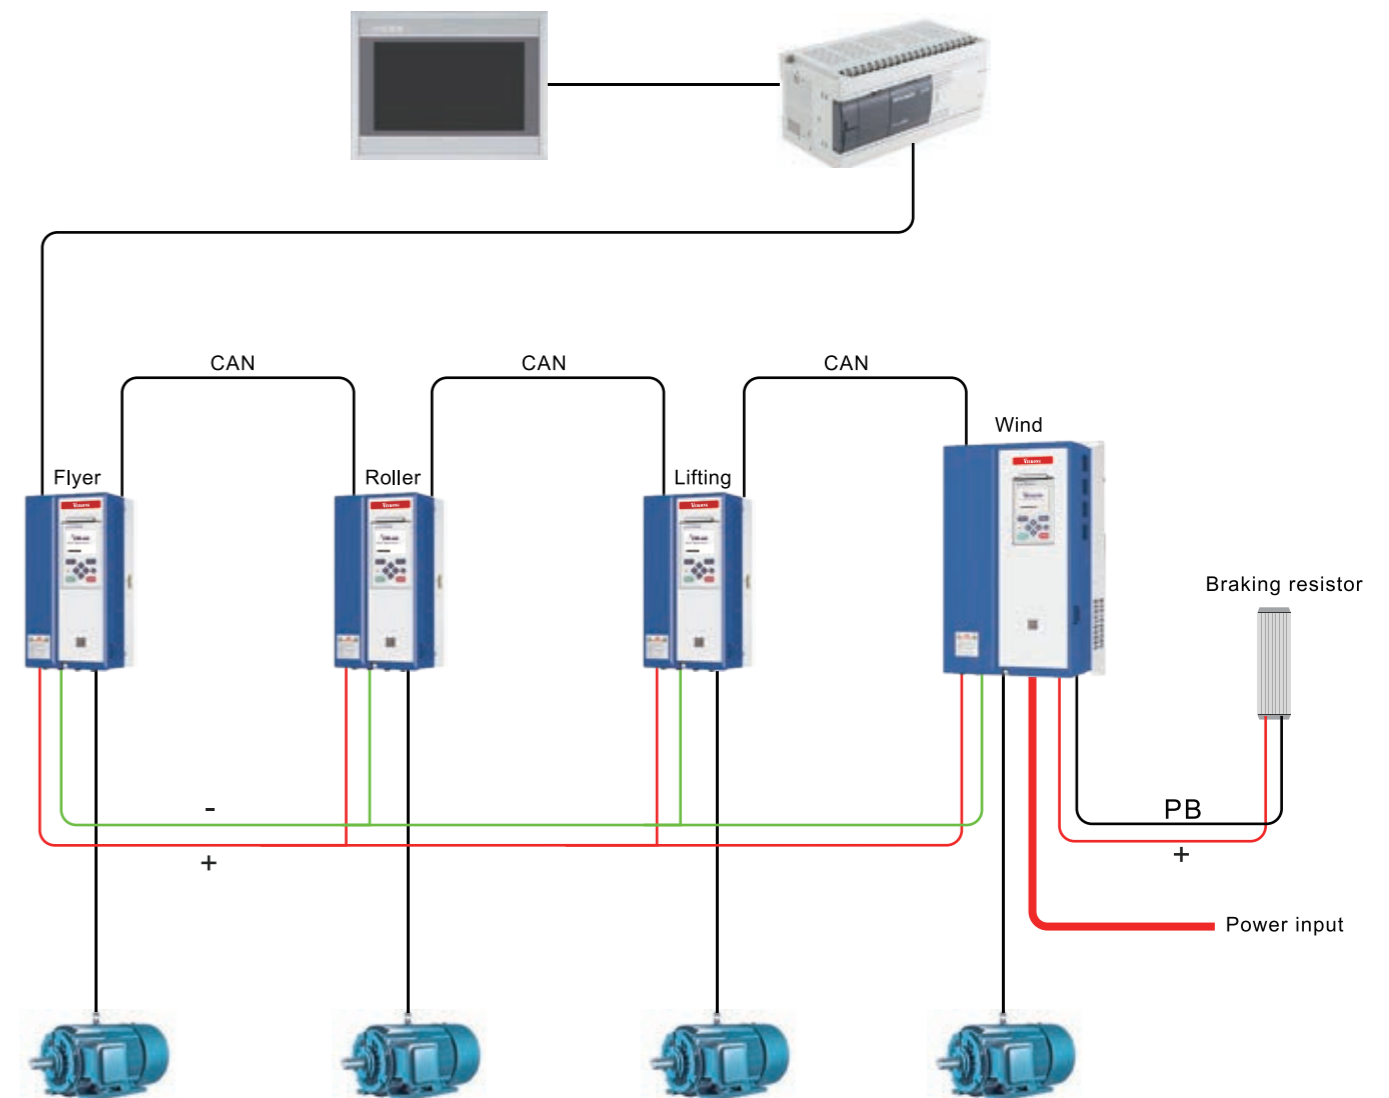 CAN
CAN
CAN
Wind
Flyer
Roller
Lifting
Braking resistor
-
PB
+
+
Power input